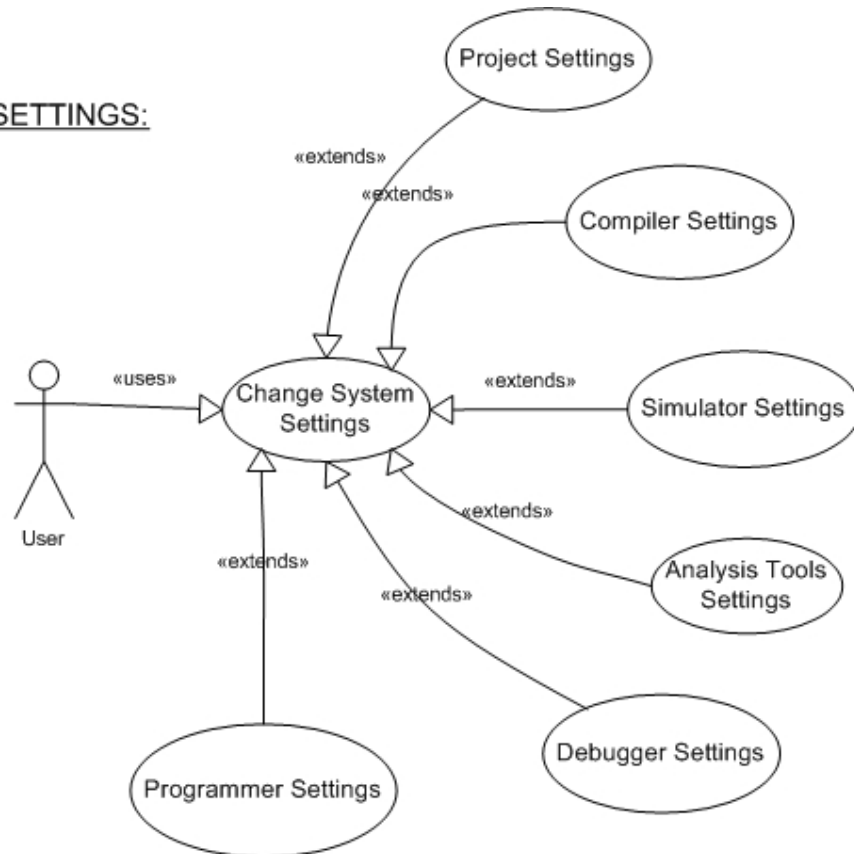 Project Settings
SETTINGS:
«extends»
«extends»
Compiler Settings
«uses»
Change System
Settings
«extends»
Simulator Settings
User
«extends»
«extends»
«extends»
Analysis Tools
Settings
Debugger Settings
Programmer Settings